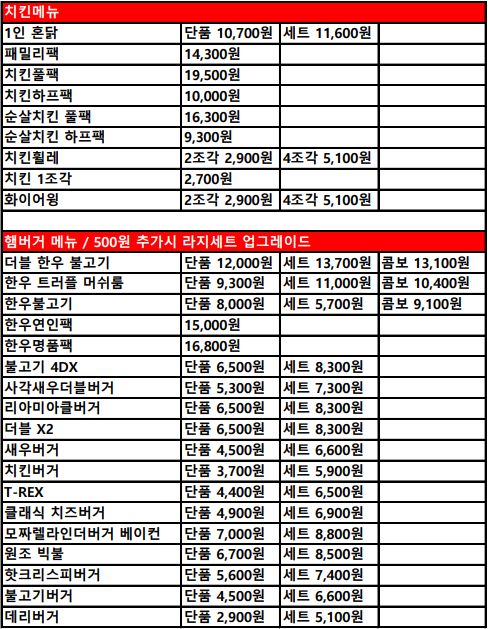 치킨메뉴
1인 혼닭 단품 10,700원 세트 11,600원
패밀리팩 14,300원
치킨풀팩 19,500원
치킨하프팩 10,000원
순살치킨 풀팩 16,300원
순살치킨 하프팩 9,300원
치킨휠레 2조각 2,900원 4조각 5,100원
치킨 1조각 2,700원
화이어윙 2조각 2,900원 4조각 5,100원
햄버거 메뉴 / 500원 추가시 라지세트 업그레이드
더블 한우 불고기 단품 12,000원 세트 13,700원 콤보 13,100원
한우 트러플 머쉬룸 단품 9,300원 세트 11,000원 콤보 10,400원
한우불고기 단품 8,000원 세트 5,700원 콤보 9,100원
한우연인팩 15,000원
한우명품팩 16,800원
불고기 4DX 단품 6,500원 세트 8,300원
사각새우더블버거 단품 5,300원 세트 7,300원
리아미아클버거 단품 6,500원 세트 8,300원
더블 X2 단품 6,500원 세트 8,300원
새우버거 단품 4,500원 세트 6,600원
치킨버거 단품 3,700원 세트 5,900원
T-REX 단품 4,400원 세트 6,500원
클래식 치즈버거 단품 4,900원 세트 6,900원
모짜렐라인더버거 베이컨 단품 7,000원 세트 8,800원
원조 빅불 단품 6,700원 세트 8,500원
핫크리스피버거 단품 5,600원 세트 7,400원
불고기버거 단품 4,500원 세트 6,600원
데리버거 단품 2,900원 세트 5,100원